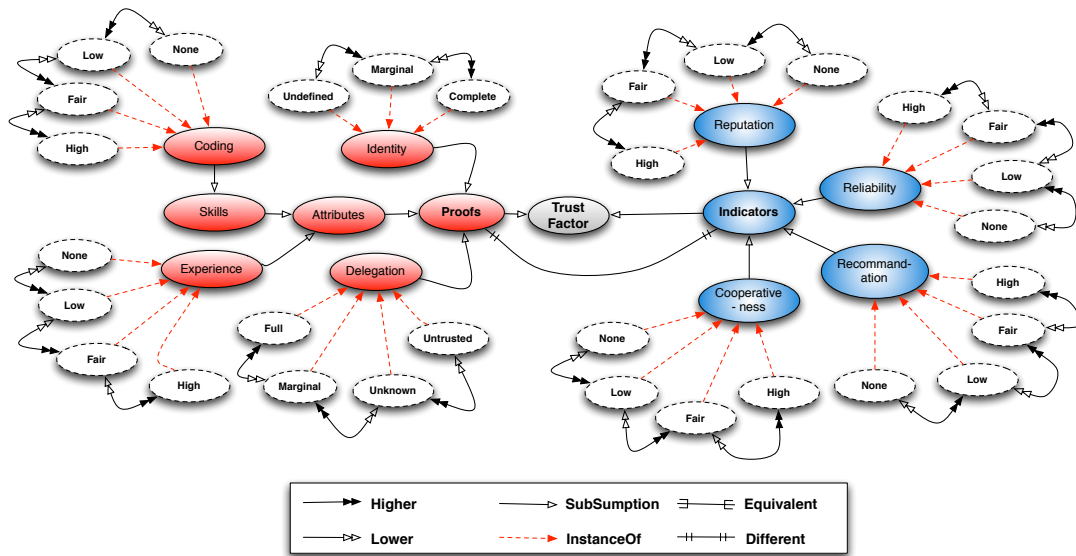 Low
None
Fair
High
Coding
Undefined
Marginal
Complete
Identity
Fair
Low
None
High
Reputation
High
Fair
Low
None
Reliability
Skills
Attributes
Proofs
Trust
Factor
Indicators
None
Low
Fair
High
Experience
Delegation
Full
Marginal
Unknown
Untrusted
Cooperative
-ness
None
Low
Fair
High
Recommand-
ation
High
Fair
Low
None
Higher
SubSumption
Equivalent
Lower
InstanceOf
Different